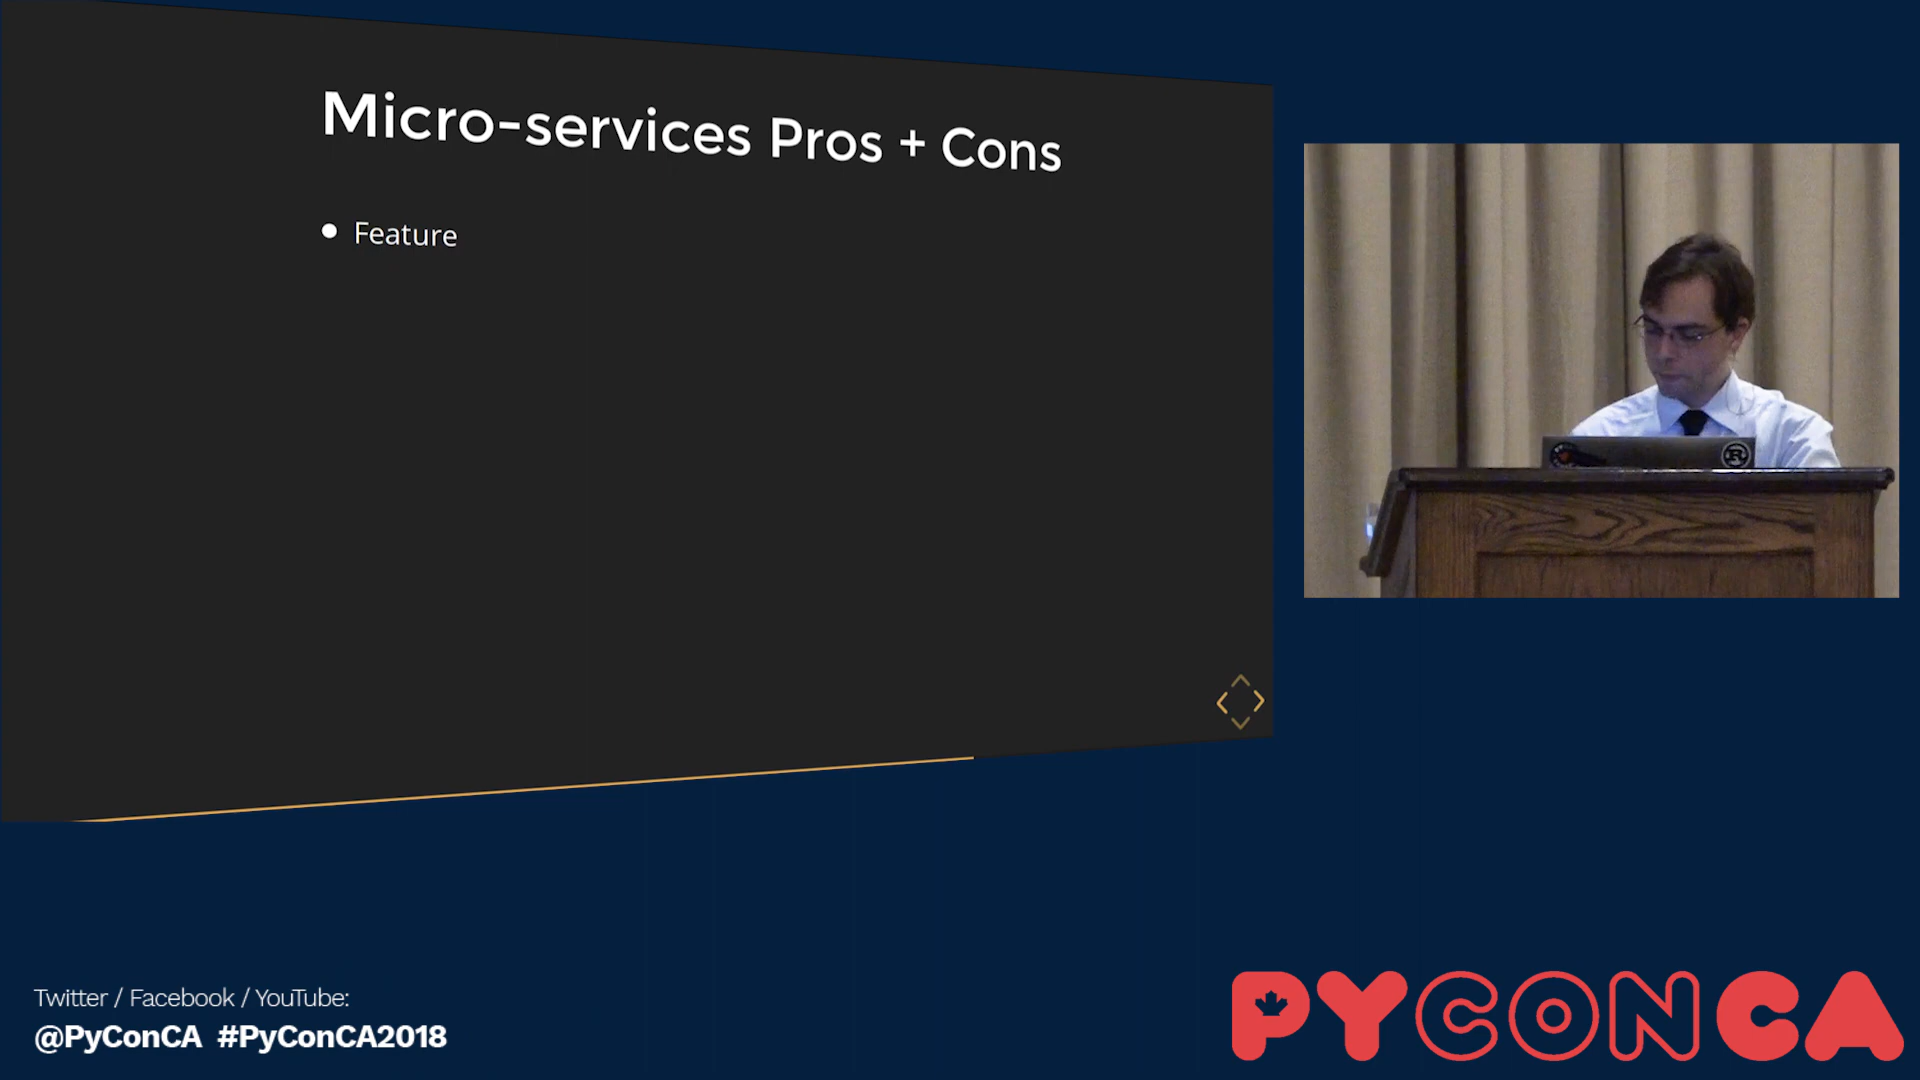 Micro-services Pros + Cons
Feature
R
Twitter / Facebook / YouTube:
@PyConCA #PyConCA2018
PYCONCA